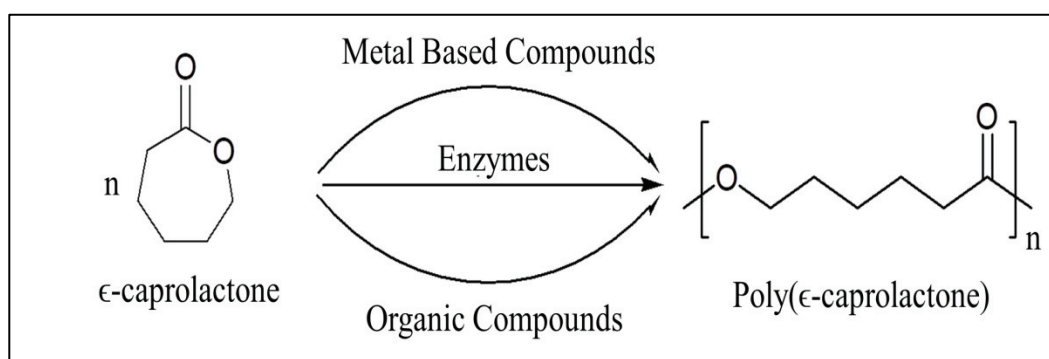 Metal Based Compounds
O
O
n
Enzymes
O
O
n
ϵ-caprolactone
Poly(ϵ-caprolactone)
Organic Compounds